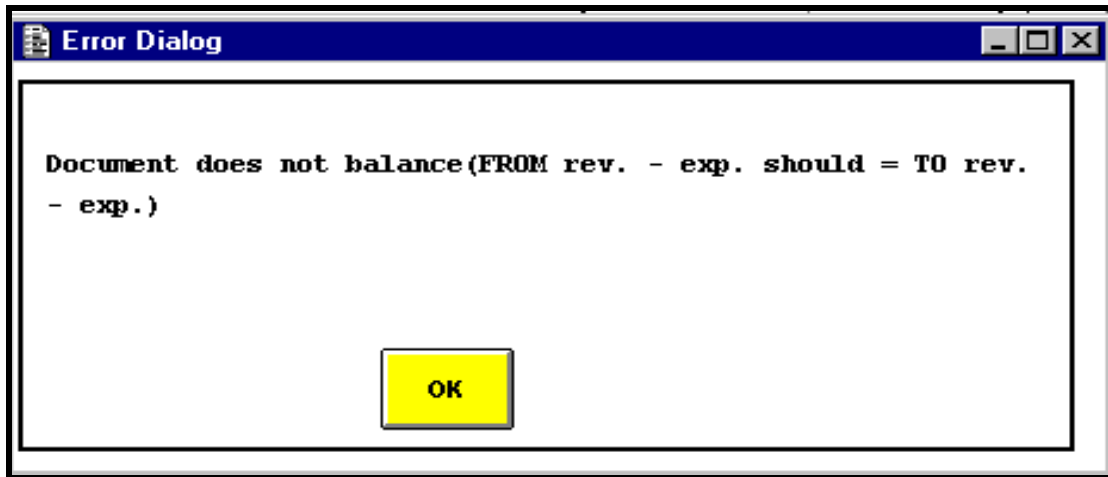 Error Dialog
Document does not balance(FROM rev. - exp. should = TO rev.
- exp.)
OK